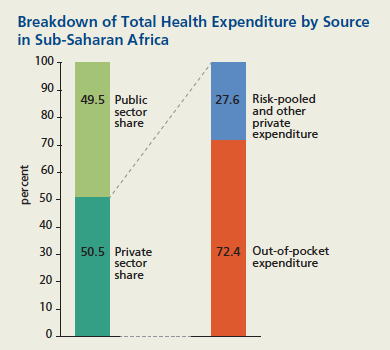 Breakdown of Total Health Expenditure by Source
in Sub-Saharan Africa
percent
100
90
80
70
60
50
40
30
20
10
0
49.5 Public
sector
share
50.5 Private
sector
share
27.6 Risk-pooled
and other
private
expenditure
72.4 Out-of-pocket
expenditure